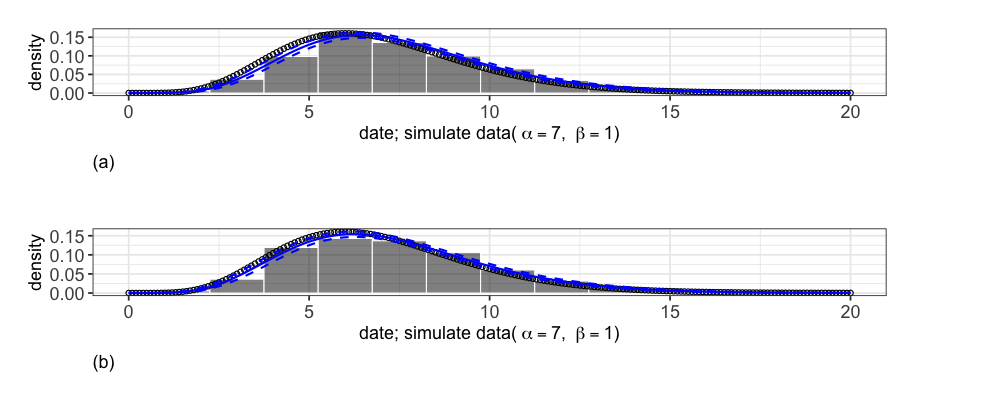 density
0.15
0.10
0.05
0.00
0 5 10 15 20
date; simulate data( α = 7, β = 1)
(a)
density
0.15
0.10
0.05
0.00
0 5 10 15 20
date; simulate data( α = 7, β = 1)
(b)